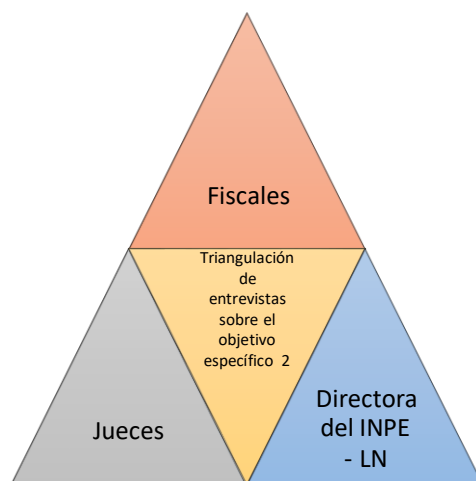 Fiscales
Triangulación
de
entrevistas
sobre el
objetivo
específico 2
Jueces
Directora
del INPE
- LN